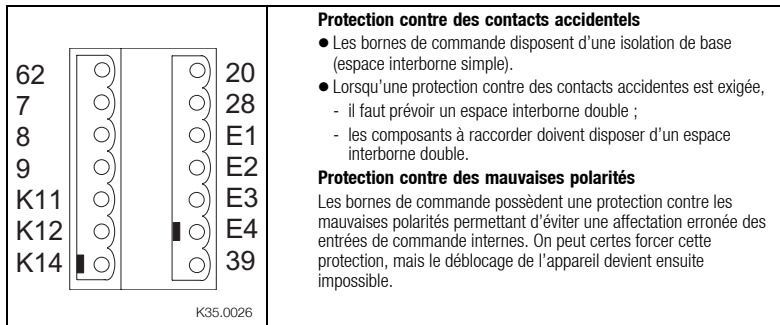 62
7
8
9
K11
K12
K14
20
28
E1
E2
E3
E4
39
K35.0026
Protection contre des contacts accidentels
● Les bornes de commande disposent d'une isolation de base
(espace interborne simple).
● Lorsqu'une protection contre des contacts accidentes est exigée,
- il faut prévoir un espace interborne double ;
- les composants à raccorder doivent disposer d'un espace
interborne double.
Protection contre des mauvaises polarités
Les bornes de commande possèdent une protection contre les
mauvaises polarités permettant d'éviter une affectation erronée des
entrées de commande internes. On peut certes forcer cette
protection, mais le déblocage de l'appareil devient ensuite
impossible.